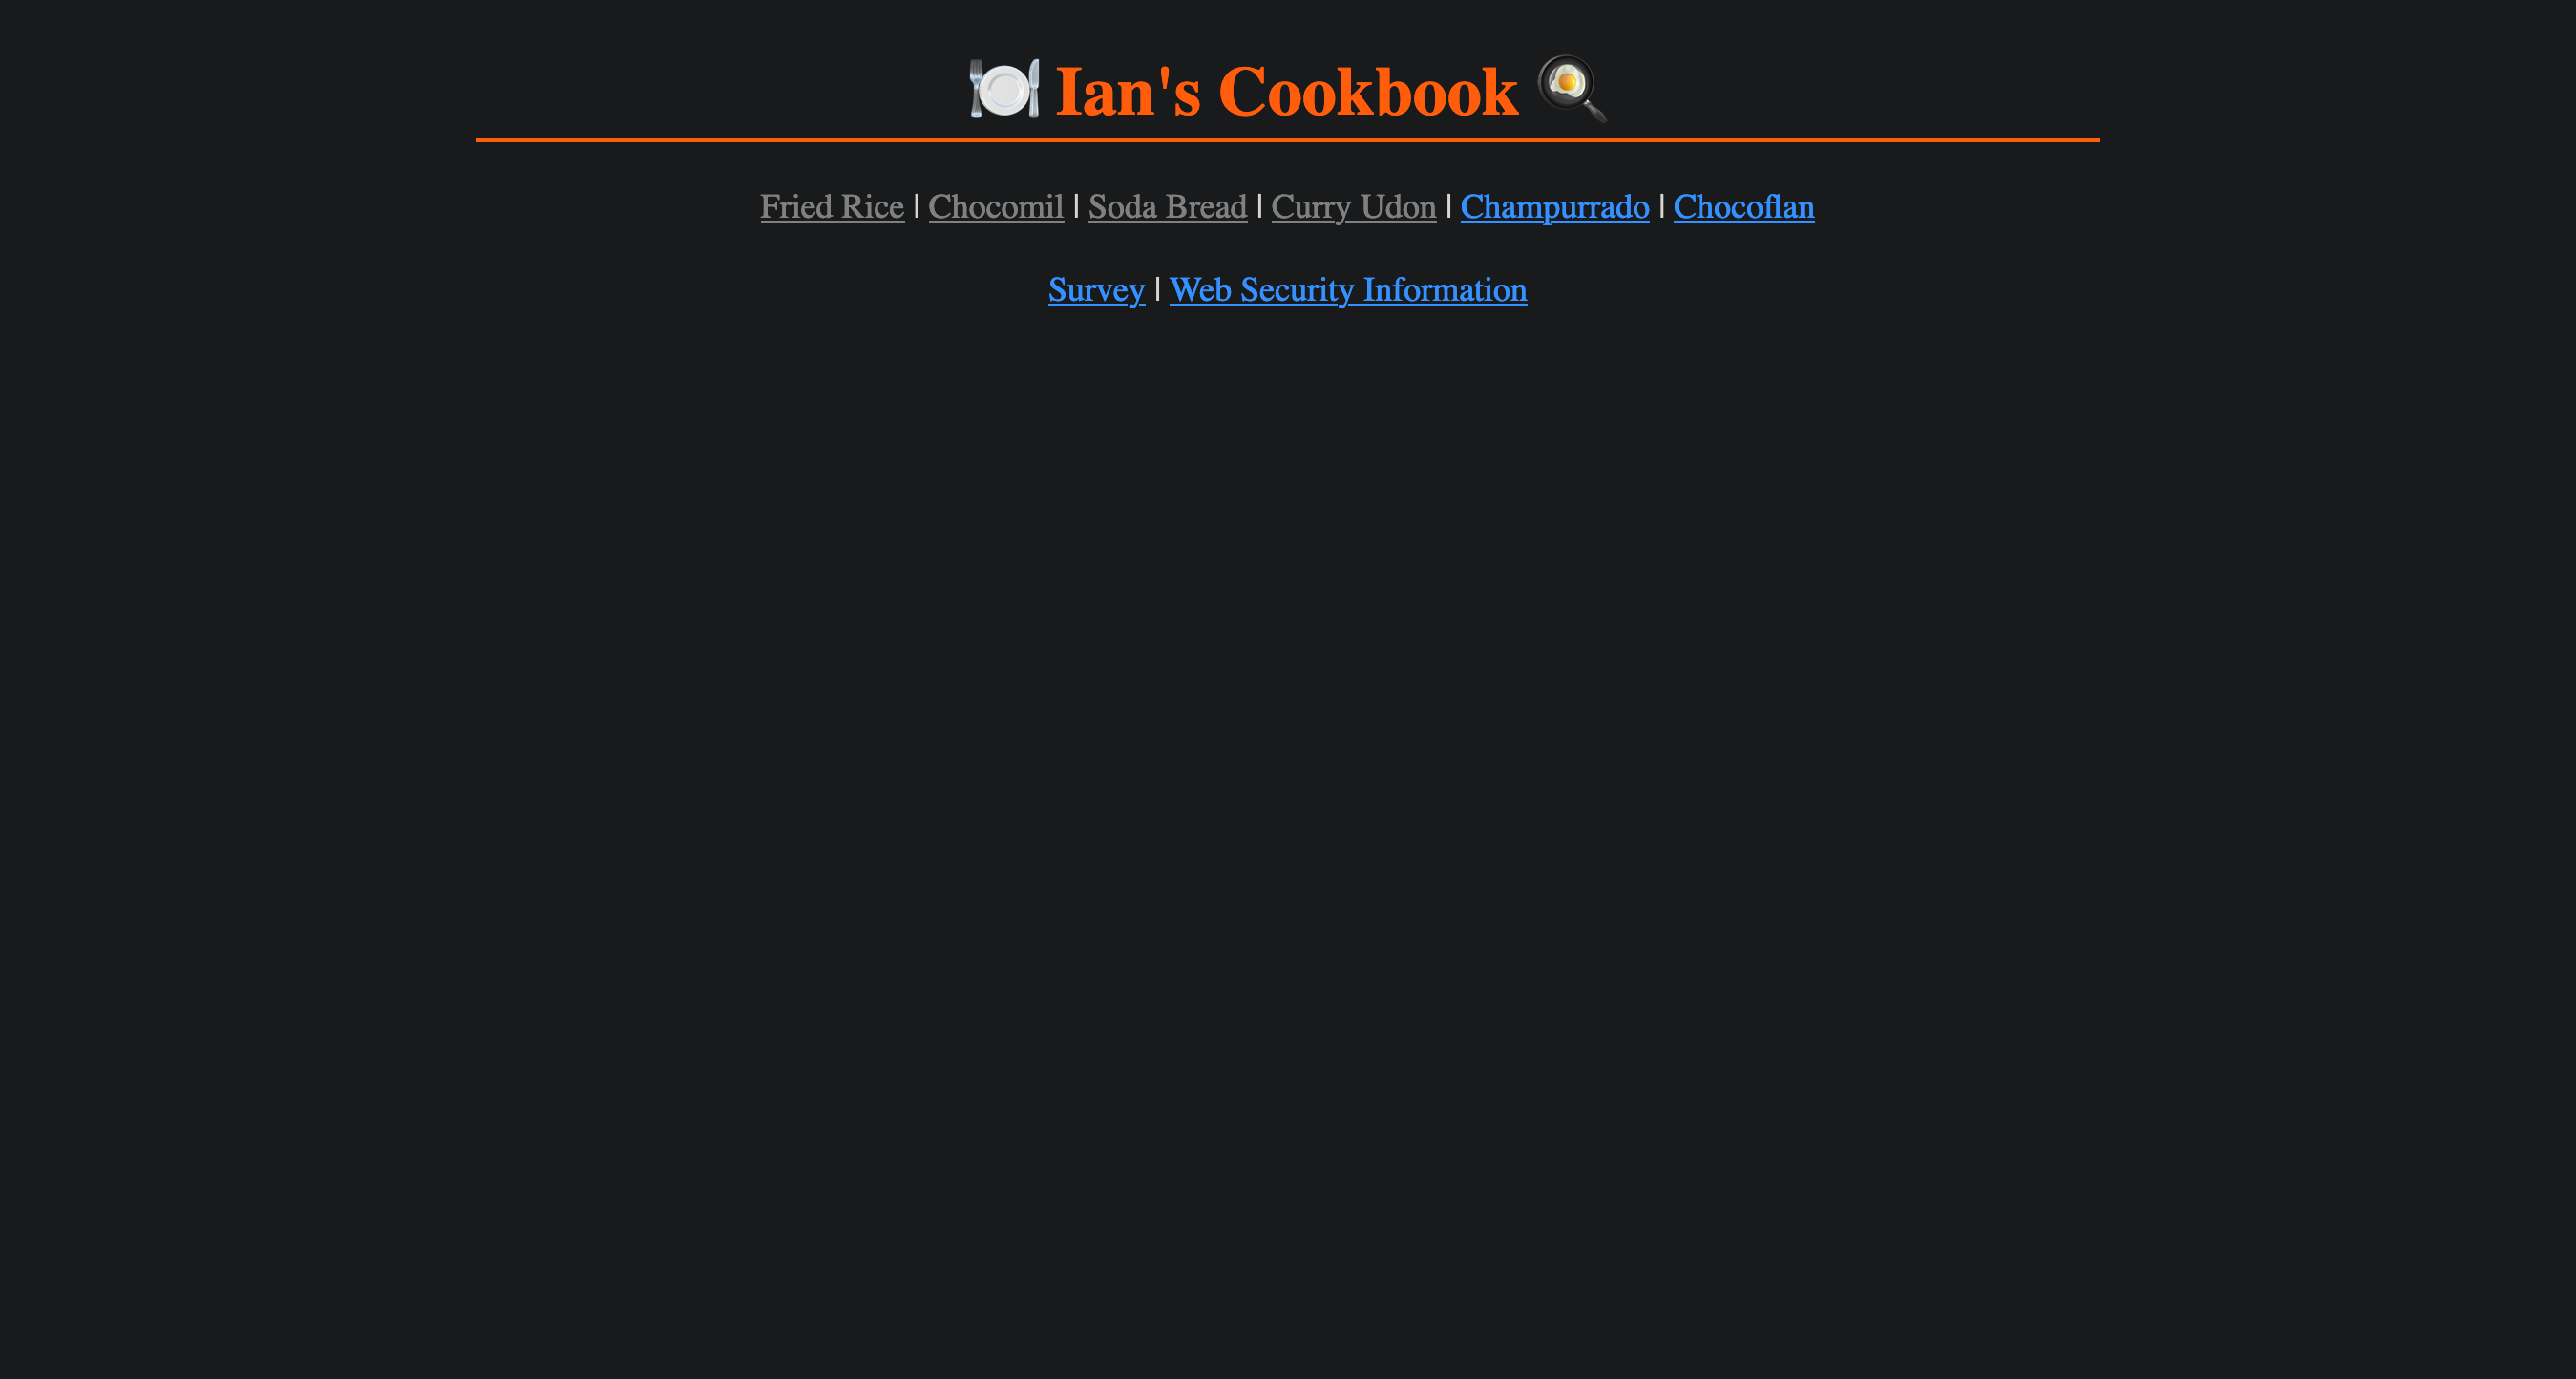 🍽️ Ian's Cookbook 🍳
Fried Rice | Chocomil | Soda Bread | Curry Udon | Champurrado | Chocoflan
Survey | Web Security Information